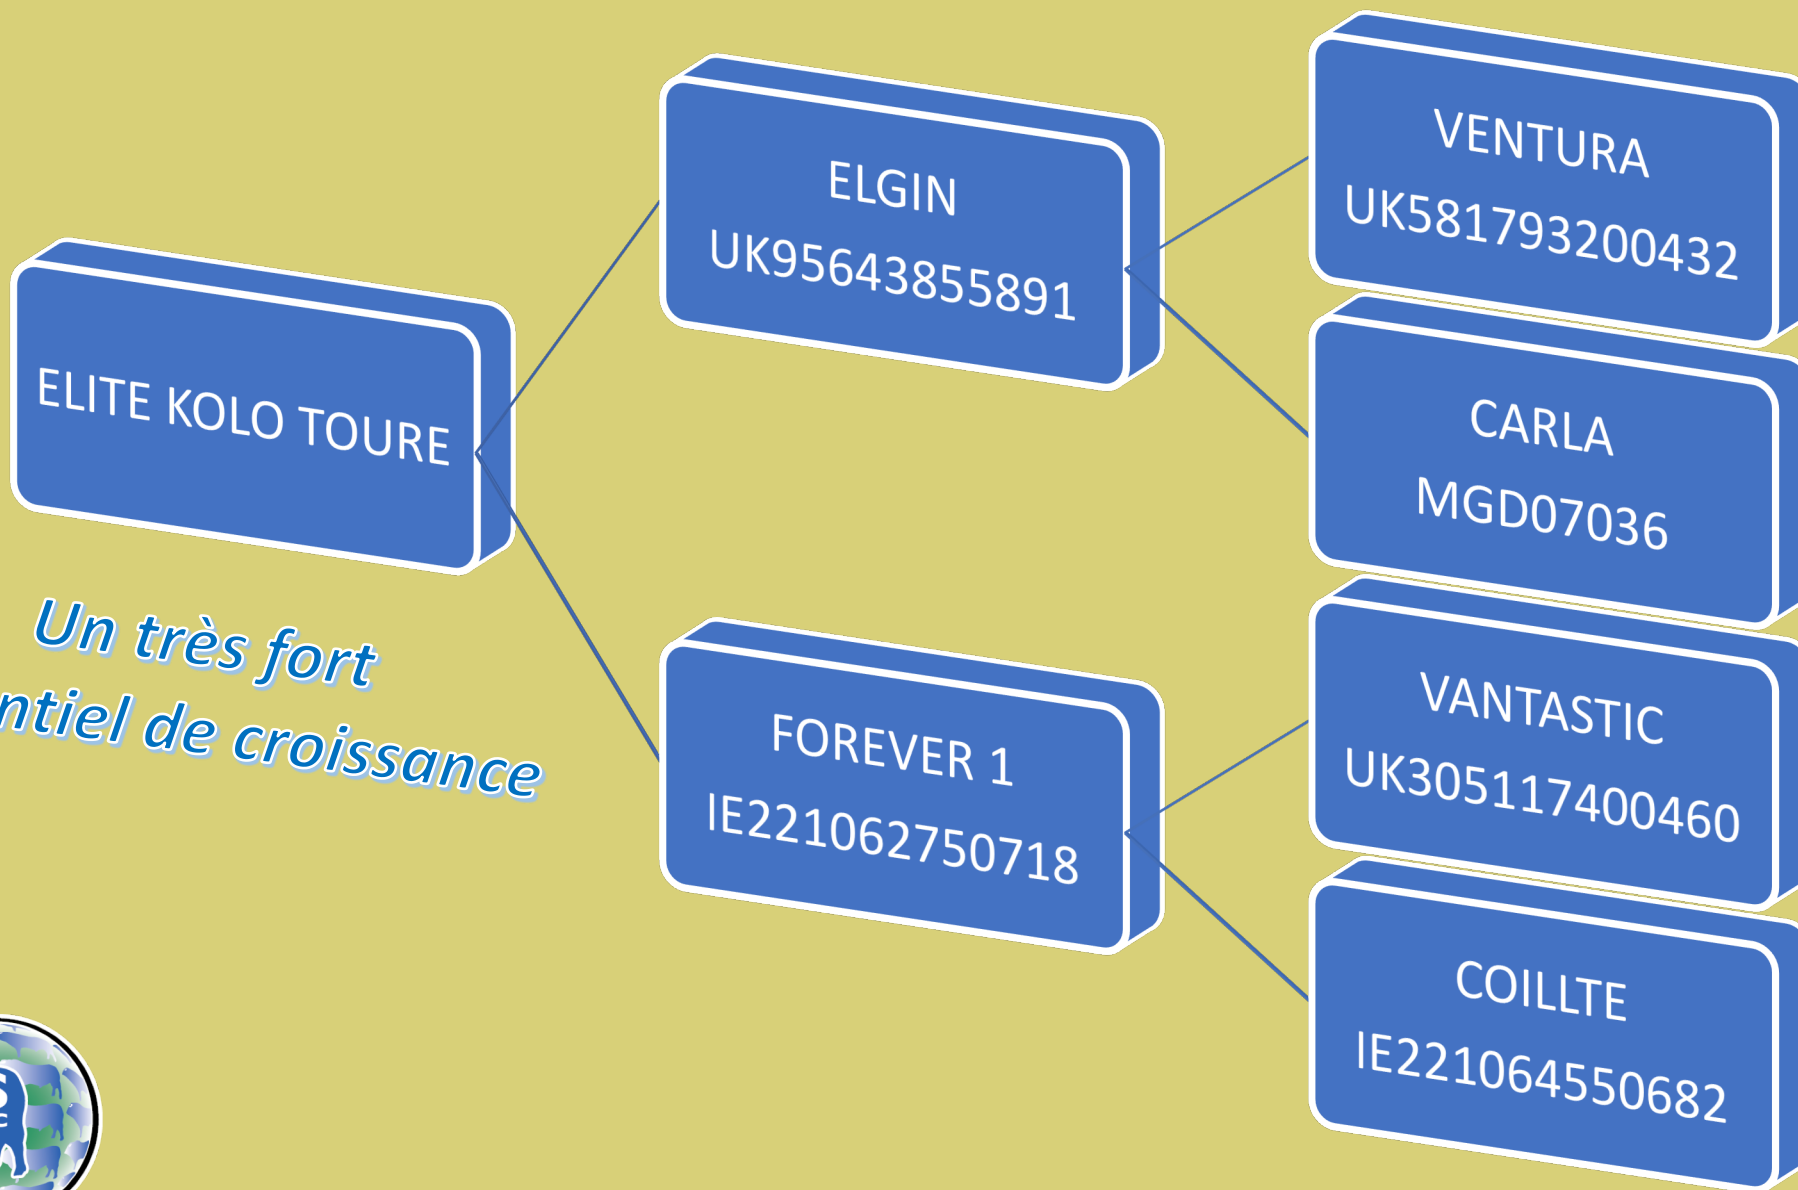 ELITE KOLO TOURE
ELGIN
UK95643855891
FOREVER 1
IE221062750718
VENTURA
UK581793200432
CARLA
MGD07036
VANTASTIC
UK305117400460
COILLTE
IE221064550682
Un très fort
de croissance